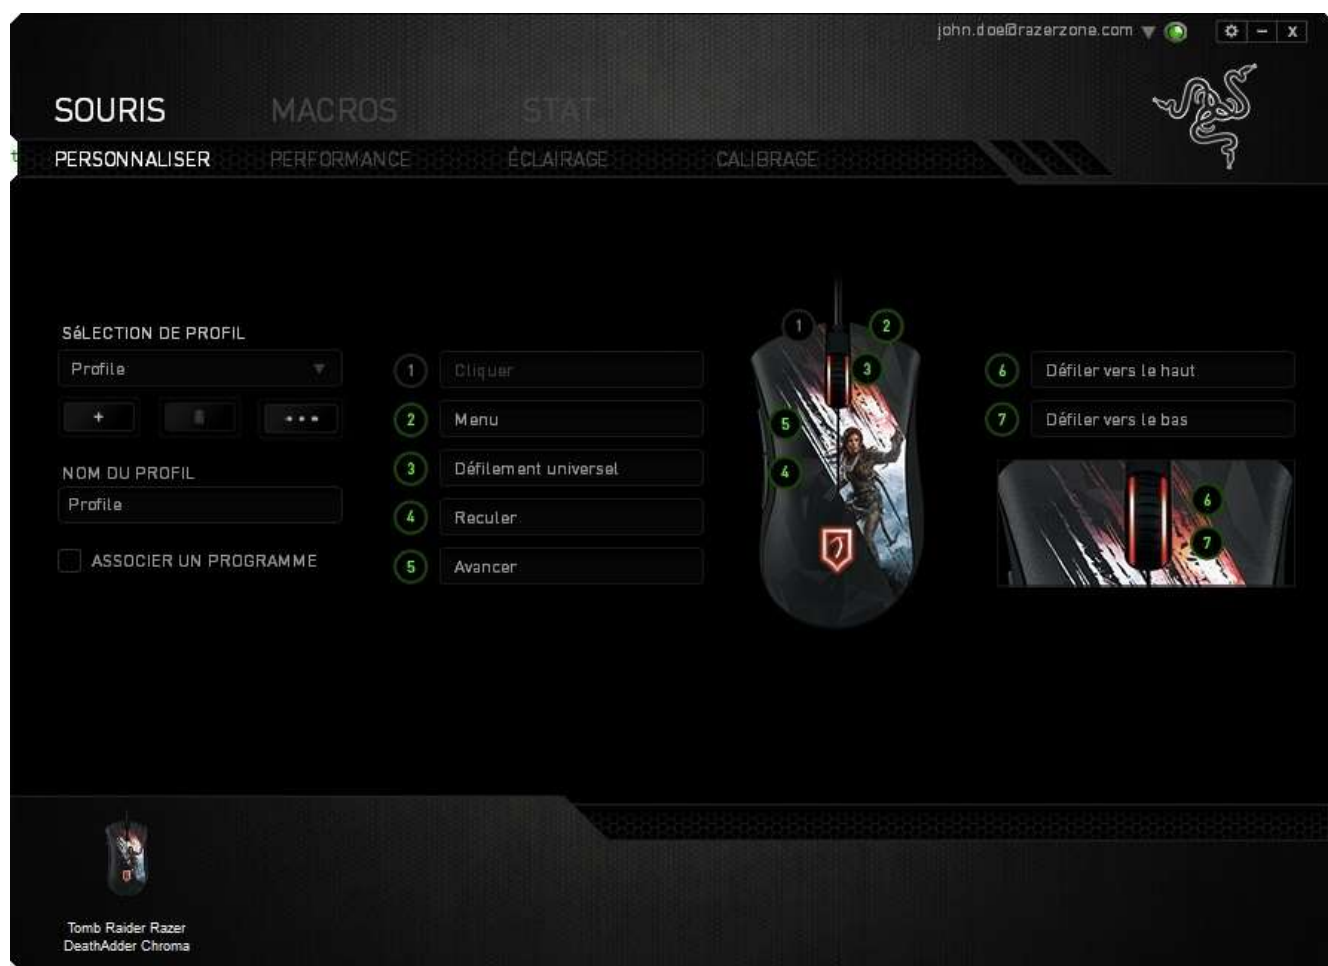 john.doe@razerzone.com
SOURIS MACROS STAT
PERSONNALISER PERFORMANCE ÉCLAIRAGE CALIBRAGE
SéLECTION DE PROFIL
Profile
+
NOM DU PROFIL
Profile
ASSOCIER UN PROGRAMME
1 Cliquer
2 Menu
3 Défilement universel
4 Reculer
5 Avancer
1
2
3
5
4
6 Défiler vers le haut
7 Défiler vers le bas
6
7
Tomb Raider Razer
DeathAdder Chroma